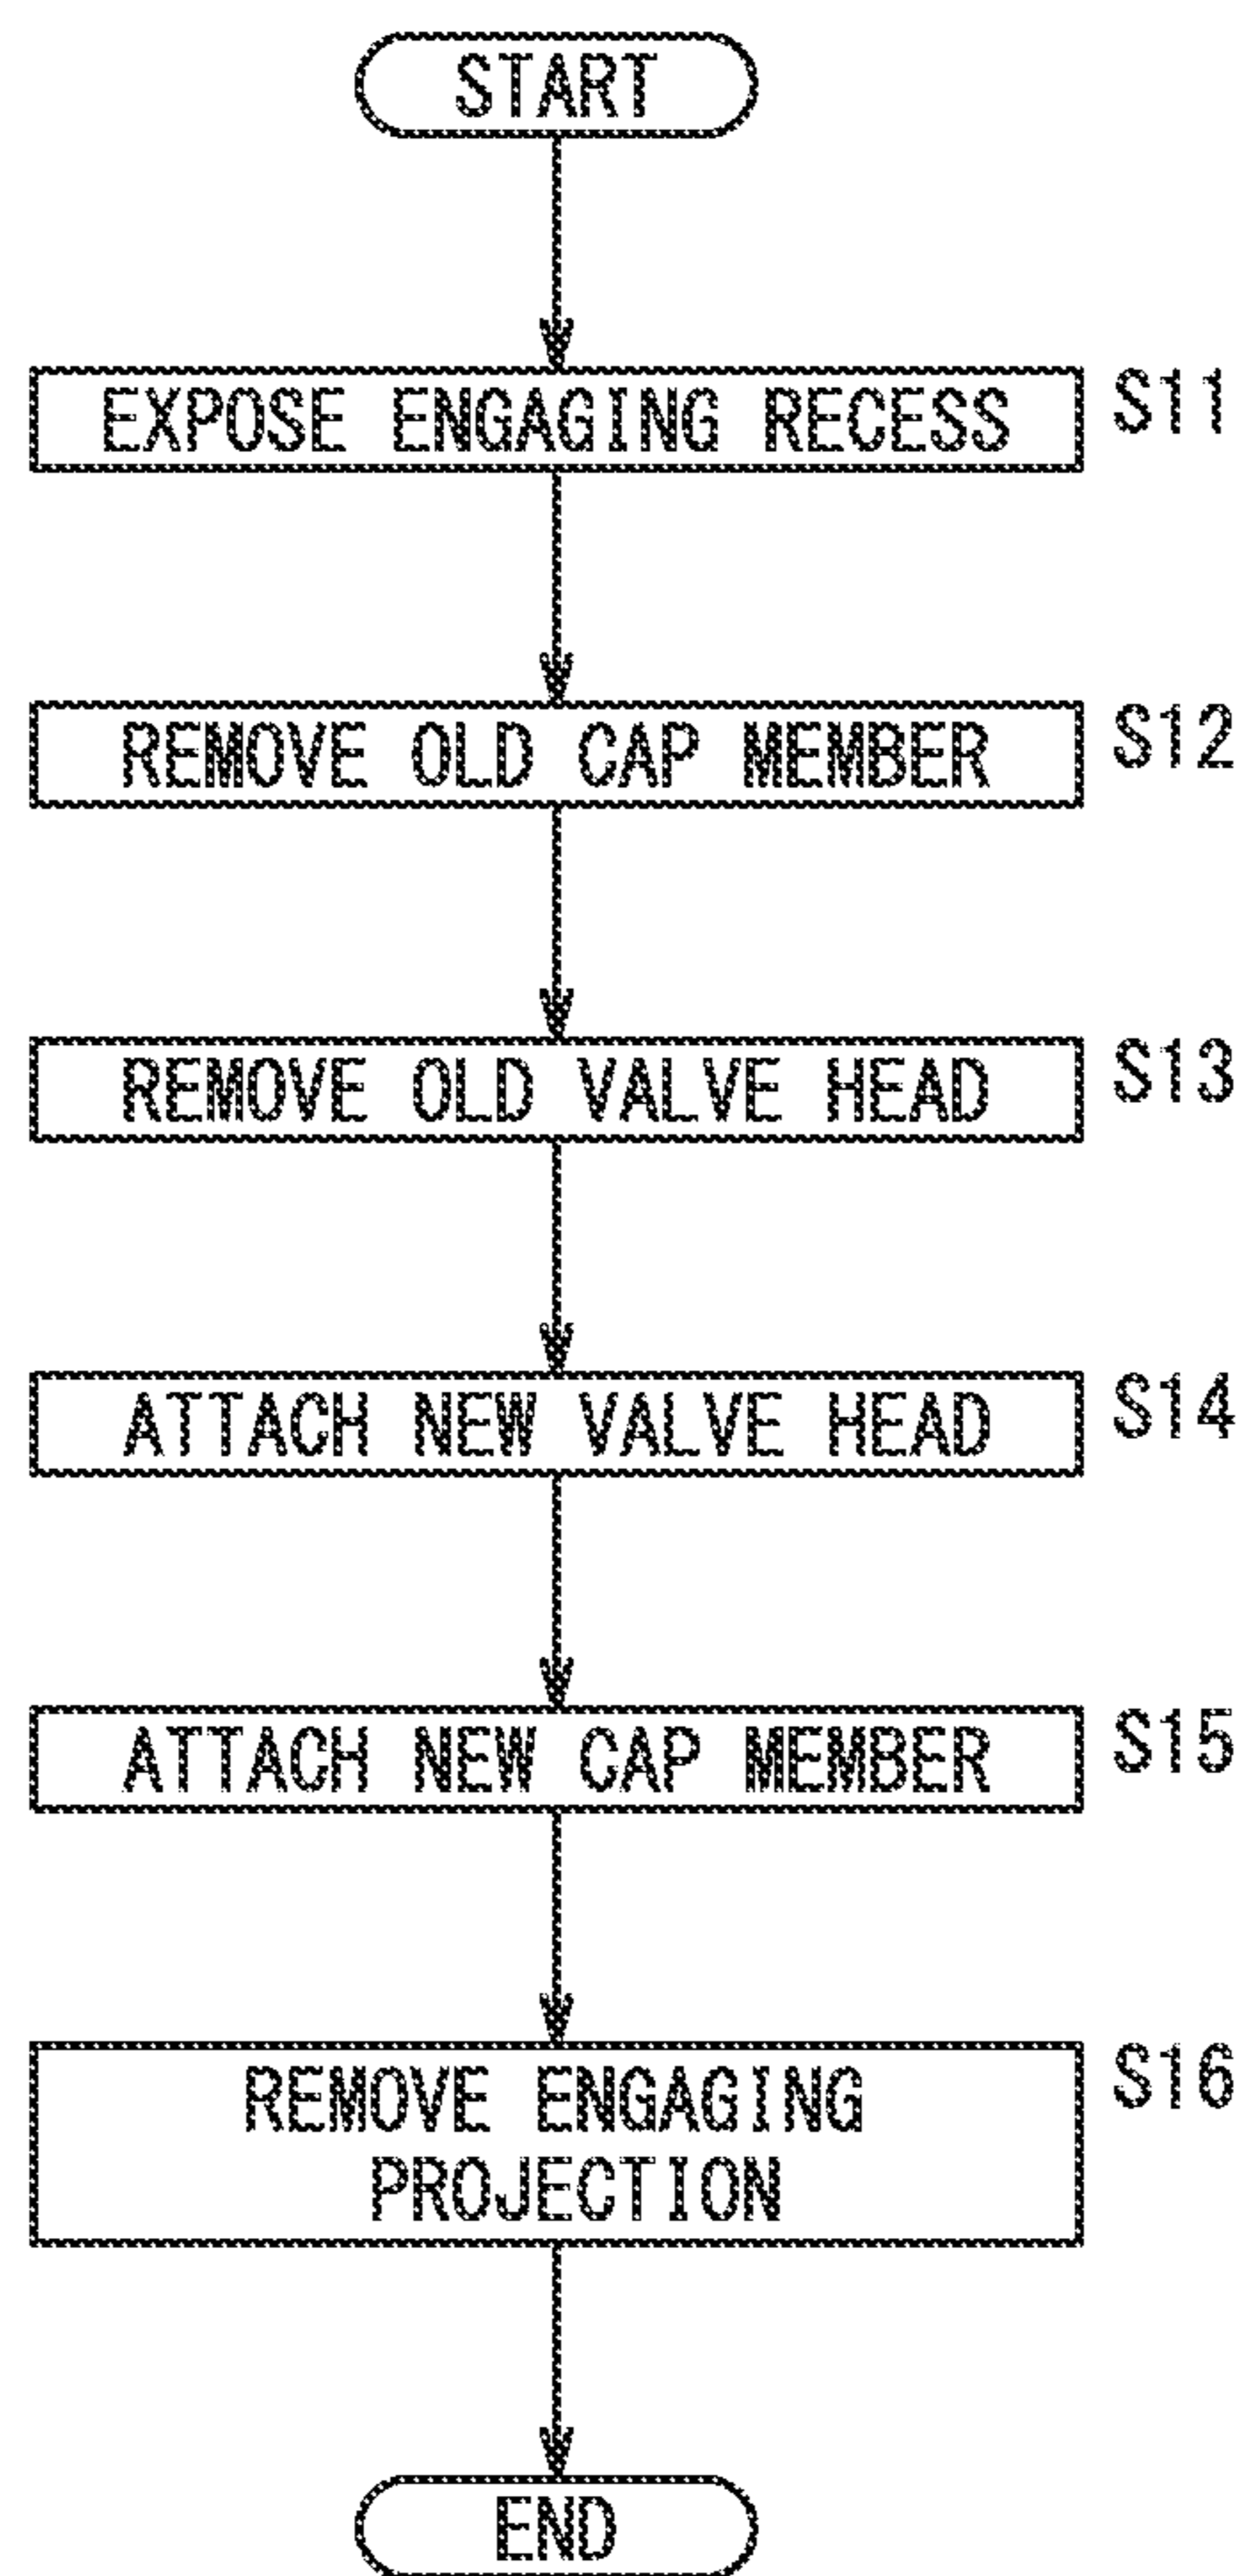 START
EXPOSE ENGAGING RECESS S11
REMOVE OLD CAP MEMBER S12
REMOVE OLD VALVE HEAD S13
ATTACH NEW VALVE HEAD S14
ATTACH NEW CAP MEMBER S15
REMOVE ENGAGING S16
PROJECTION
END